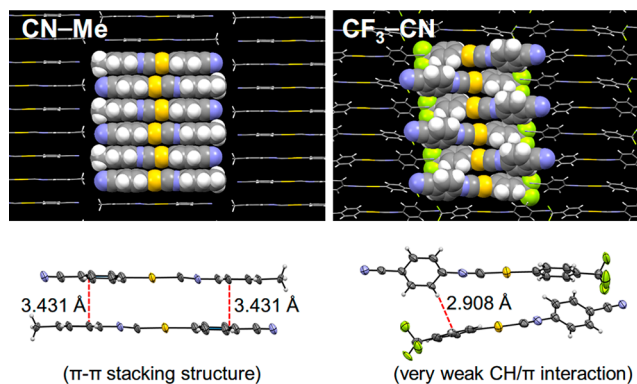 CN–Me
CF₃–CN
3.431 Å
3.431 Å
2.908 Å
(π-π stacking structure)
(very weak CH/π interaction)